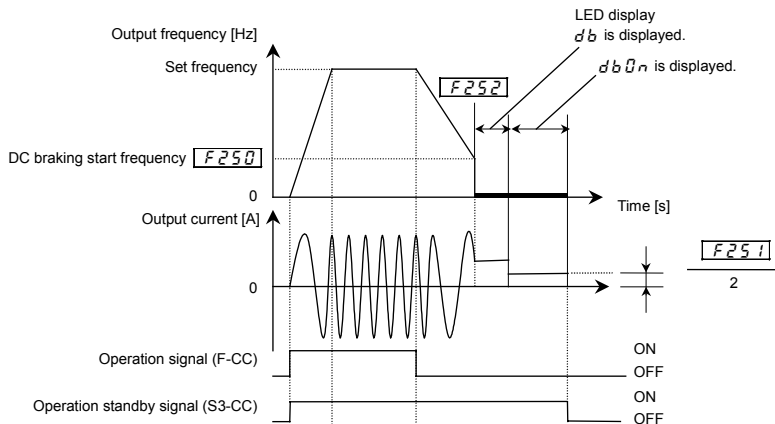 LED display
db is displayed.
dbOn is displayed.
Output frequency [Hz]
Set frequency
F252
DC braking start frequency F250
0
Time [s]
Output current [A]
F251
2
0
Operation signal (F-CC)
ON
OFF
Operation standby signal (S3-CC)
ON
OFF